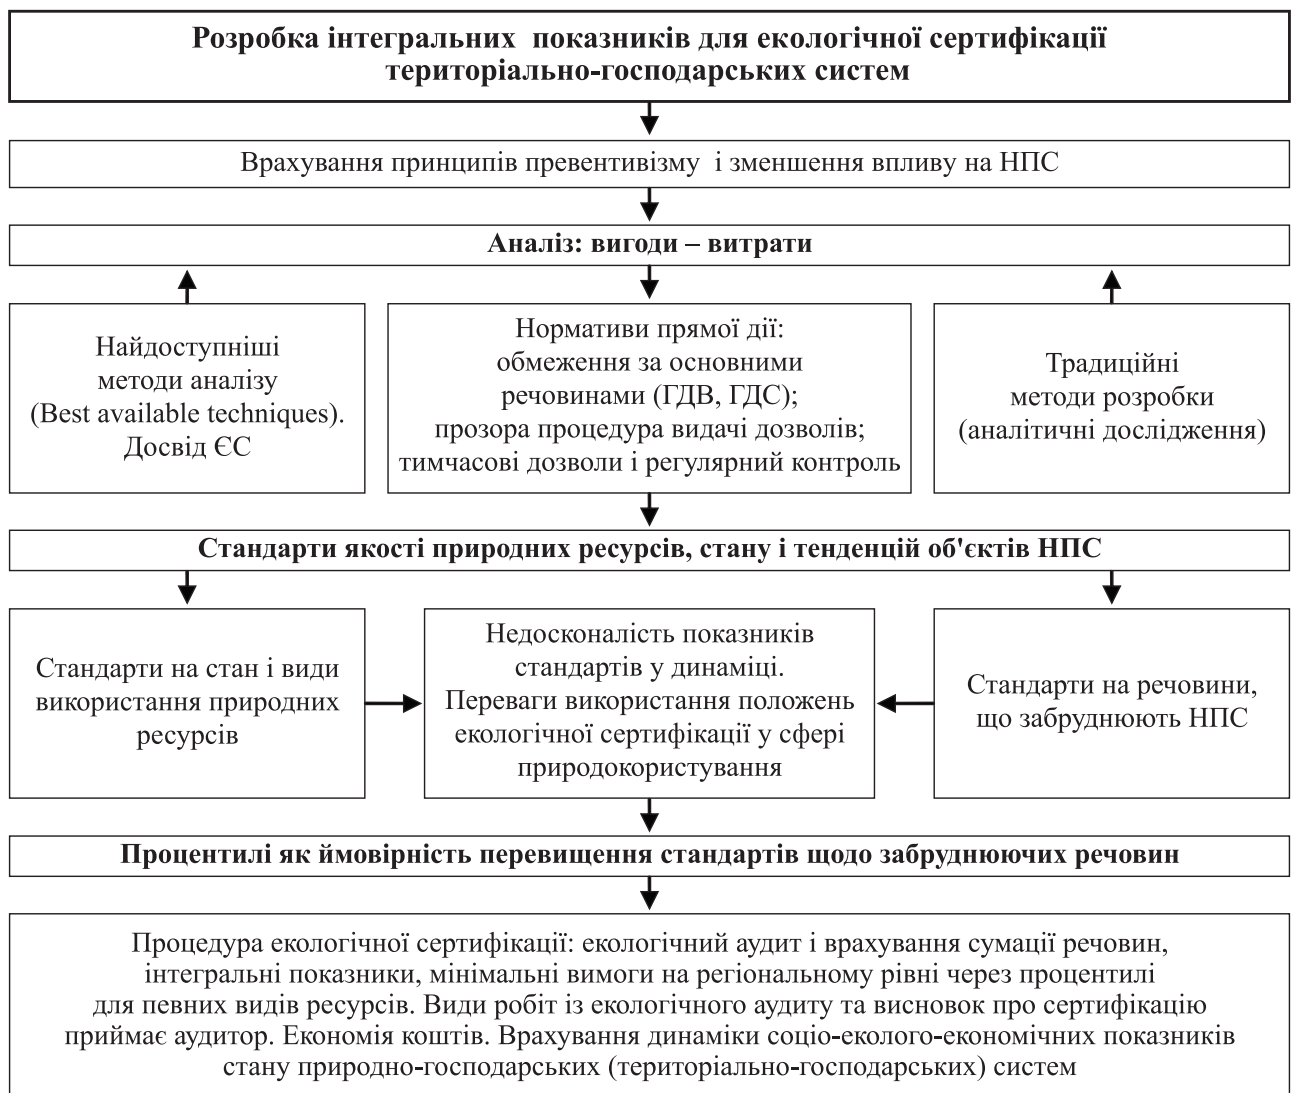 Розробка інтегральних показників для екологічної сертифікації
територіально-господарських систем
Врахування принципів превентивізму і зменшення впливу на НПС
Аналіз: вигоди – витрати
Найдоступніші
методи аналізу
(Best available techniques).
Досвід ЄС
Нормативи прямої дії:
обмеження за основними
речовинами (ГДВ, ГДС);
прозора процедура видачі дозволів;
тимчасові дозволи і регулярний контроль
Традиційні
методи розробки
(аналітичні дослідження)
Стандарти якості природних ресурсів, стану і тенденцій об'єктів НПС
Стандарти на стан і види
використання природних
ресурсів
Недосконалість показників
стандартів у динаміці.
Переваги використання положень
екологічної сертифікації у сфері
природокористування
Стандарти на речовини,
що забруднюють НПС
Процентилі як ймовірність перевищення стандартів щодо забруднюючих речовин
Процедура екологічної сертифікації: екологічний аудит і врахування сумації речовин,
інтегральні показники, мінімальні вимоги на регіональному рівні через процентилі
для певних видів ресурсів. Види робіт із екологічного аудиту та висновок про сертифікацію
приймає аудитор. Економія коштів. Врахування динаміки соціо-еколого-економічних показників
стану природно-господарських (територіально-господарських) систем